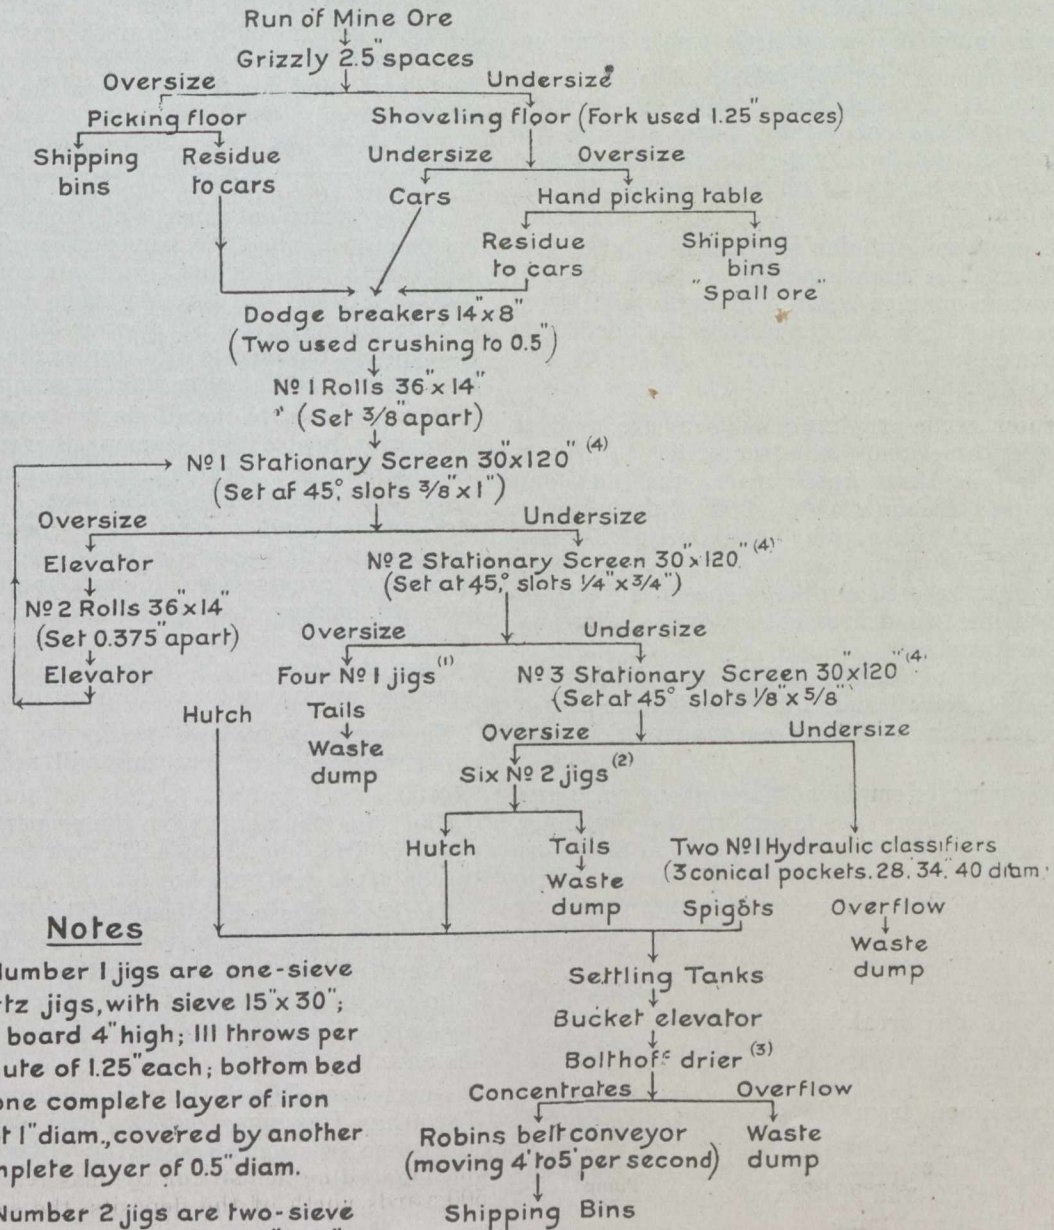 Run of Mine Ore
Grizzly 2.5" spaces
Oversize Undersize
Picking floor Shoveling floor (Fork used 1.25" spaces)
Shipping bins
Residue to cars
Undersize Oversize
Cars Hand picking table
Residue to cars
Shipping bins
"Spall ore"
Dodge breakers 14"x8"
(Two used crushing to 0.5")
Nº 1 Rolls 36"x 14"
(Set 3/8" apart)
Nº 1 Stationary Screen 30"x120" (4)
(Set at 45°, slots 3/8"x1")
Oversize Undersize
Elevator
Nº 2 Rolls 36"x14"
(Set 0.375" apart)
Elevator
Nº 2 Stationary Screen 30"x120" (4)
(Set at 45°, slots 1/4"x3/4")
Oversize Undersize
Four Nº 1 jigs (1)
Hutch Tails
Waste
dump
Nº 3 Stationary Screen 30"x120" (4
(Set at 45° slots 1/8"x 5/8"
Oversize Undersize
Six Nº 2 jigs (2)
Hutch Tails
Waste
dump
Two Nº 1 Hydraulic classifiers
(3 conical pockets. 28," 34," 40 diam.
Spigots Overflow
Waste
dump
Settling Tanks
Bucket elevator
Bolthoff drier (3)
Concentrates Overflow
Robins belt conveyor
(moving 4' to 5' per second)
Waste
dump
Shipping Bins
Notes
Number 1 jigs are one-sieve
tz jigs, with sieve 15"x 30";
board 4" high; 111 throws per
ute of 1.25" each; bottom bed
one complete layer of iron
t 1" diam., covered by another
mplete layer of 0.5" diam.
Number 2 jigs are two-sieve